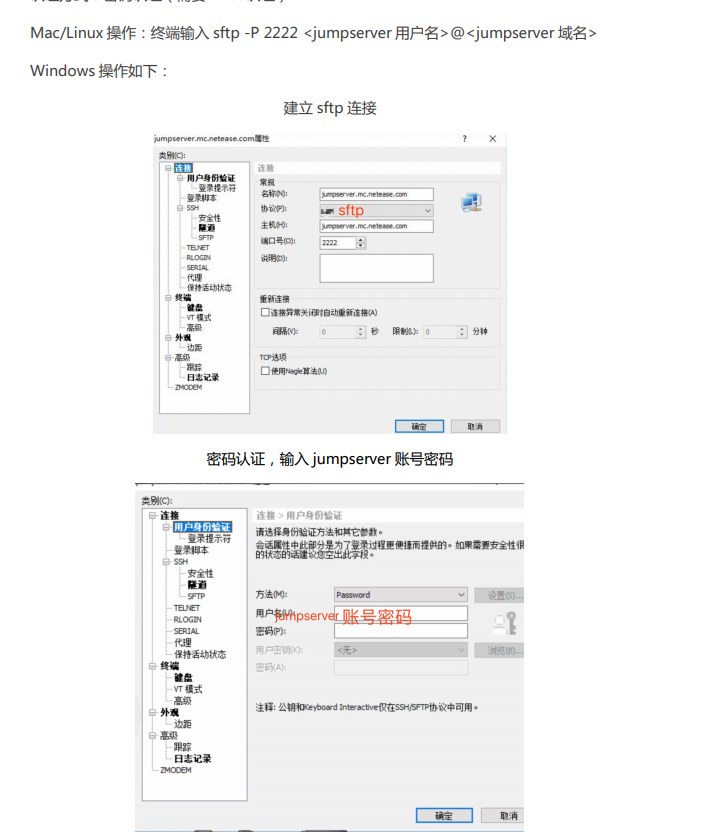 Mac/Linux 操作：终端输入 sftp -P 2222 <jumpserver 用户名>@<jumpserver 域名>
Windows 操作如下：
建立 sftp 连接
jumpserver.mc.netease.com属性
类别(C):
连接
用户身份验证
登录提示符
登录脚本
SSH
安全性
隧道
SFTP
TELNET
RLOGIN
SERIAL
代理
保持活动状态
终端
键盘
VT 模式
高级
外观
边距
高级
跟踪
日志记录
ZMODEM
连接
常规
名称(N): jumpserver.mc.netease.com
协议(P): sftp
主机(H): jumpserver.mc.netease.com
端口号(O): 2222
说明(D):
重新连接
连接异常关闭时自动重新连接(A)
间隔(V): 0 秒 限制(L): 0 分钟
TCP选项
使用Nagle算法(U)
确定 取消
密码认证，输入 jumpserver 账号密码
类别(C):
连接
用户身份验证
登录提示符
登录脚本
SSH
安全性
隧道
SFTP
TELNET
RLOGIN
SERIAL
代理
保持活动状态
终端
键盘
VT 模式
高级
外观
边距
高级
跟踪
日志记录
ZMODEM
连接 > 用户身份验证
请选择身份验证方法和其它参数。
会话属性中此部分是为了登录过程更便捷而提供的。如果需要安全性很
的状态的话建议您空出此字段。
方法(M): Password 设置(S)...
用户名
jumpserver 账号密码
密码(P):
用户密钥(K): <无> 浏览(B)...
密码(A):
注释: 公钥和Keyboard Interactive仅在SSH/SFTP协议中可用。
确定 取消